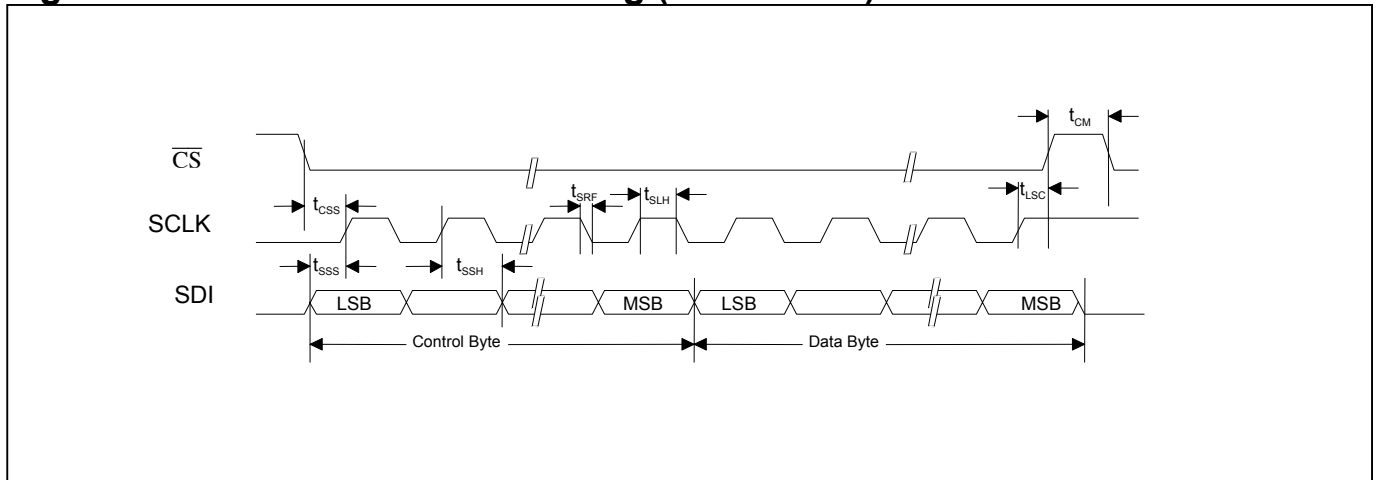 t_CM
CS
t_SRF
t_SLH
t_LSC
t_CSS
SCLK
t_SSS
t_SSH
SDI
LSB
MSB
LSB
MSB
Control Byte
Data Byte